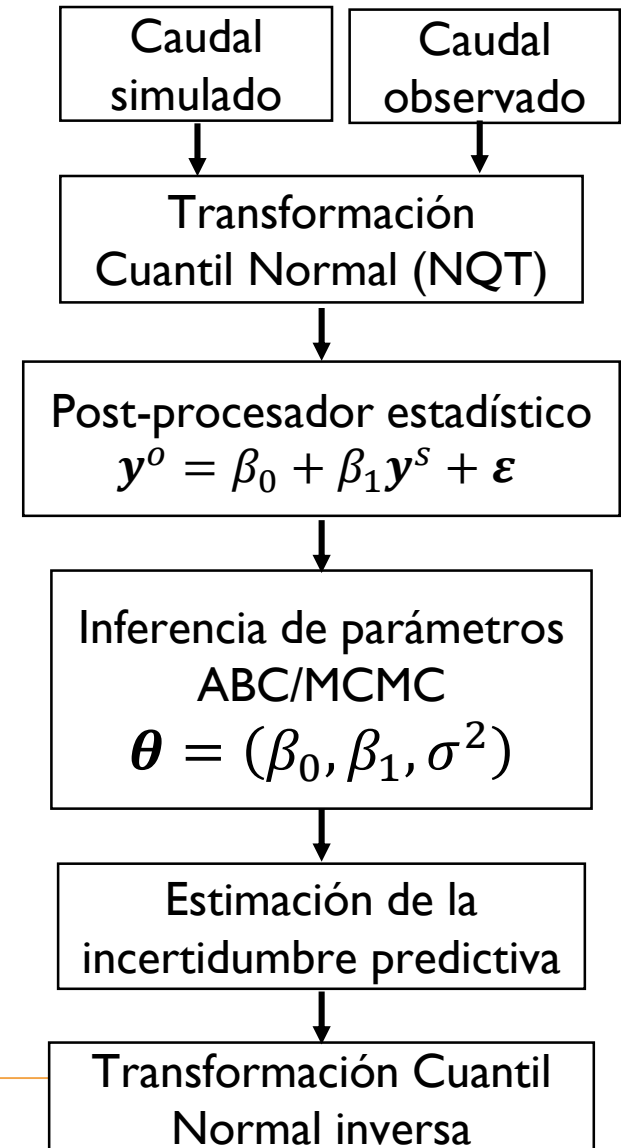 Caudal
simulado
Caudal
observado
Transformación
Cuantil Normal (NQT)
Post-procesador estadístico
𝒚ᵒ = β₀ + β₁𝒚ˢ + 𝜺
Inferencia de parámetros
ABC/MCMC
𝜽 = (β₀, β₁, σ²)
Estimación de la
incertidumbre predictiva
Transformación Cuantil
Normal inversa